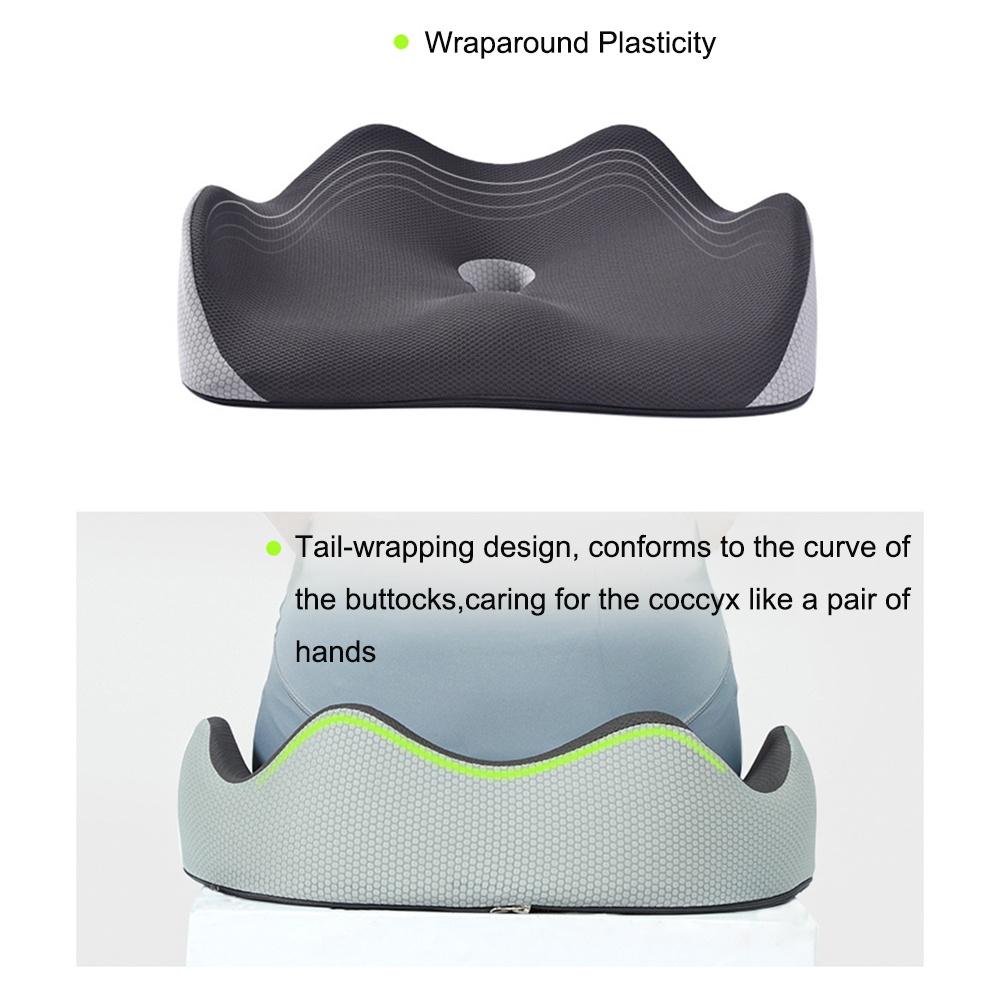 Wraparound Plasticity
Tail-wrapping design, conforms to the curve of
the buttocks,caring for the coccyx like a pair of
hands